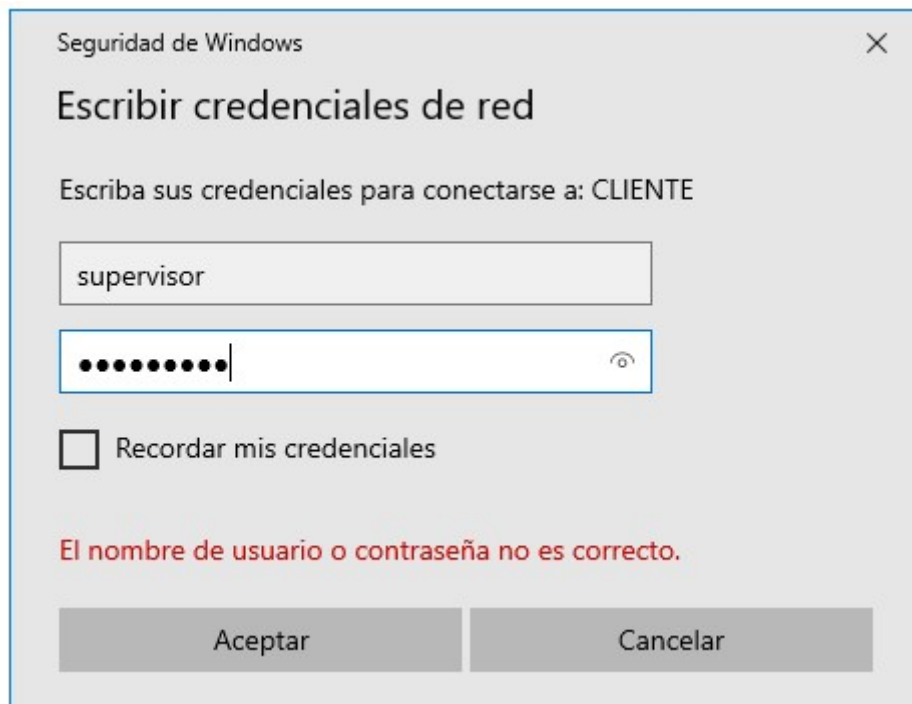 Seguridad de Windows
Escribir credenciales de red
Escriba sus credenciales para conectarse a: CLIENTE
supervisor
●●●●●●●●●
Recordar mis credenciales
El nombre de usuario o contraseña no es correcto.
Aceptar Cancelar